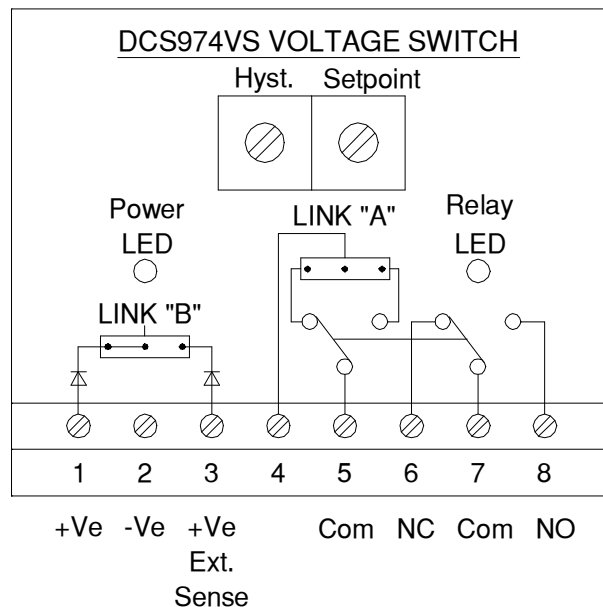 DCS974VS VOLTAGE SWITCH
Hyst. Setpoint
Power
LED
LINK "A"
Relay
LED
LINK "B"
1 2 3 4 5 6 7 8
+Ve -Ve +Ve Com NC Com NO
Ext.
Sense